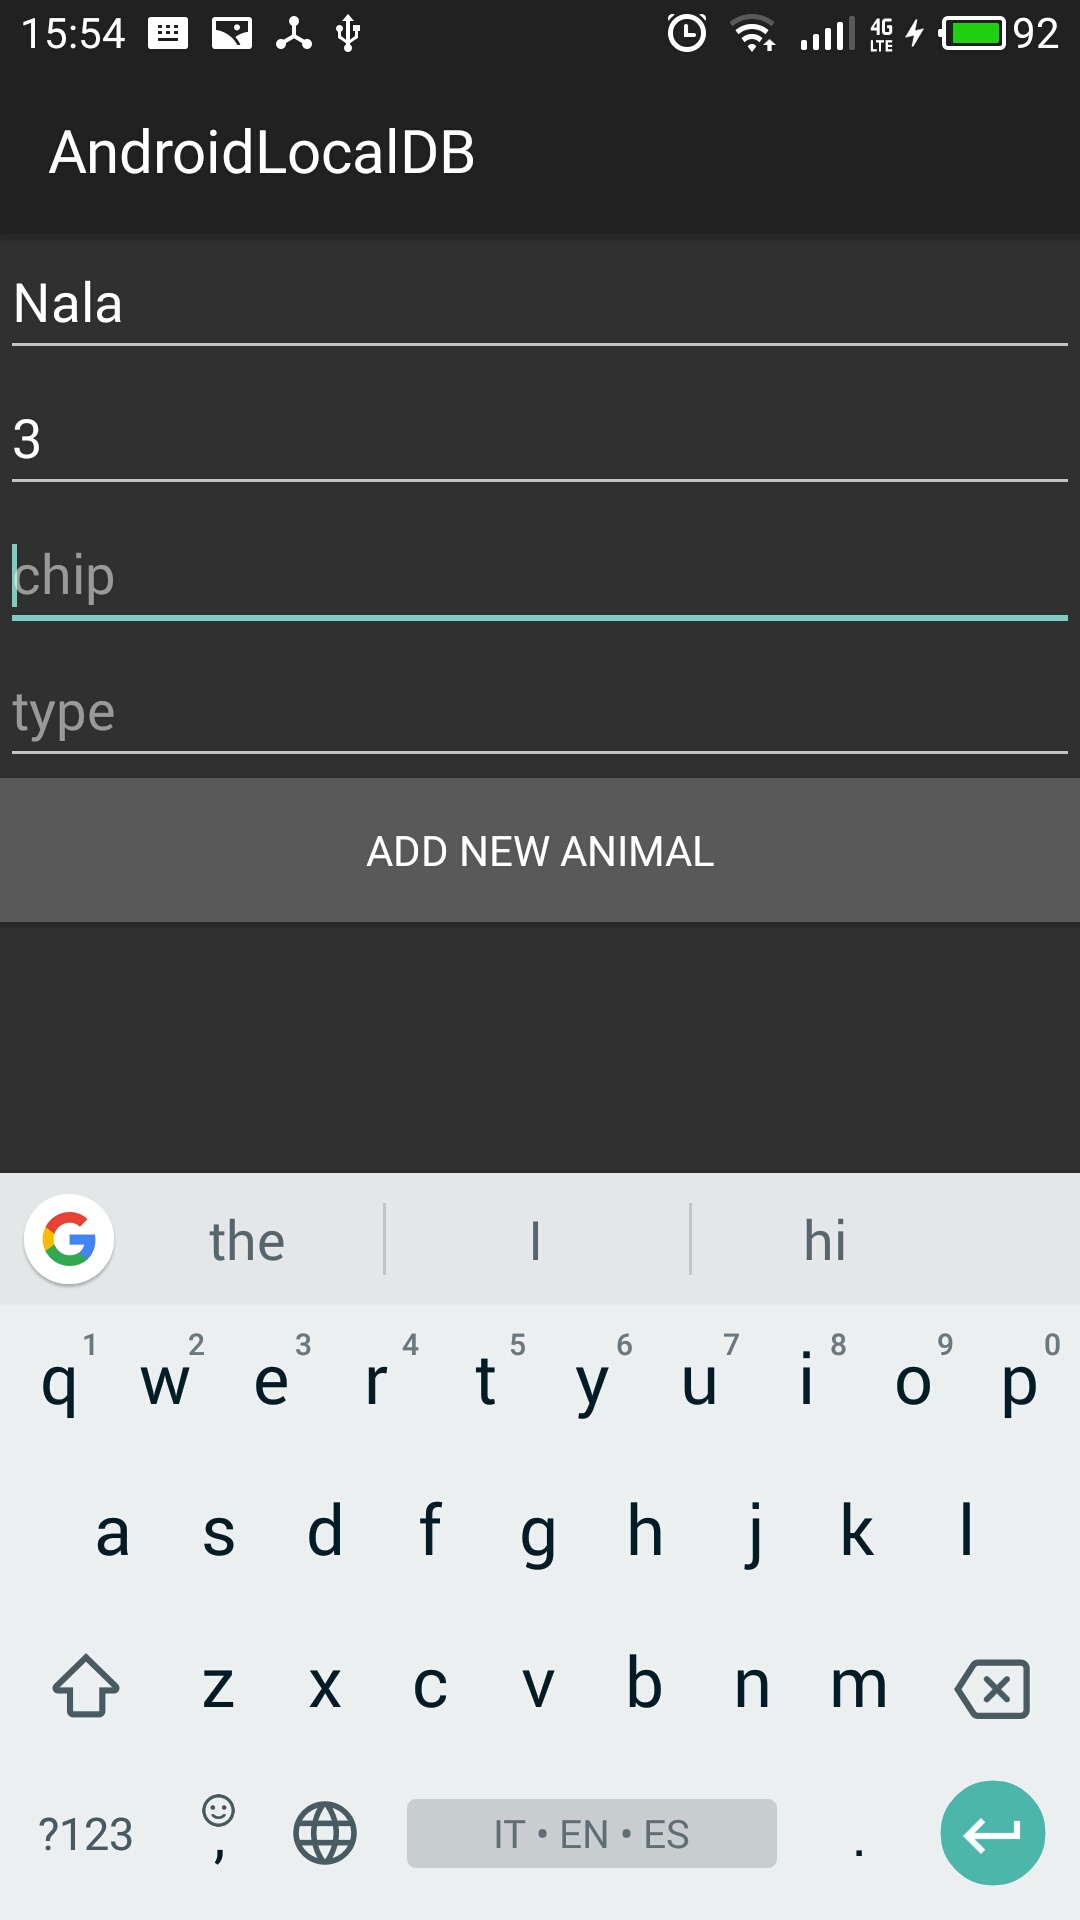 15:54 4G LTE 92
AndroidLocalDB
Nala
3
chip
type
ADD NEW ANIMAL
the I hi
1 2 3 4 5 6 7 8 9 0
q w e r t y u i o p
a s d f g h j k l
z x c v b n m
?123 , IT • EN • ES .